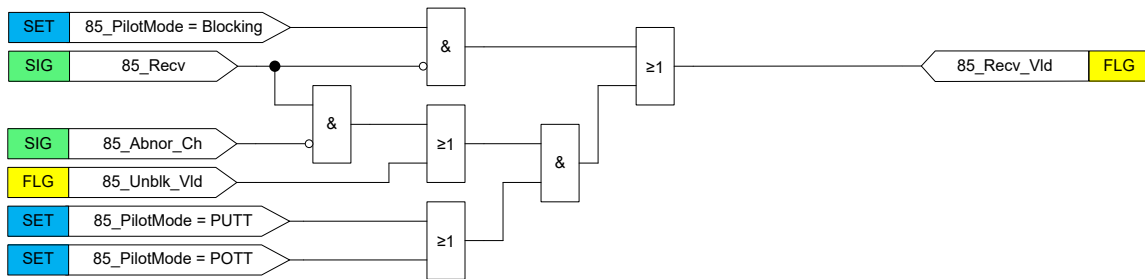 SET 85_PilotMode = Blocking
&
SIG 85_Recv
≥1
85_Recv_Vld FLG
&
SIG 85_Abnor_Ch
≥1
&
FLG 85_Unblk_Vld
SET 85_PilotMode = PUTT
≥1
SET 85_PilotMode = POTT